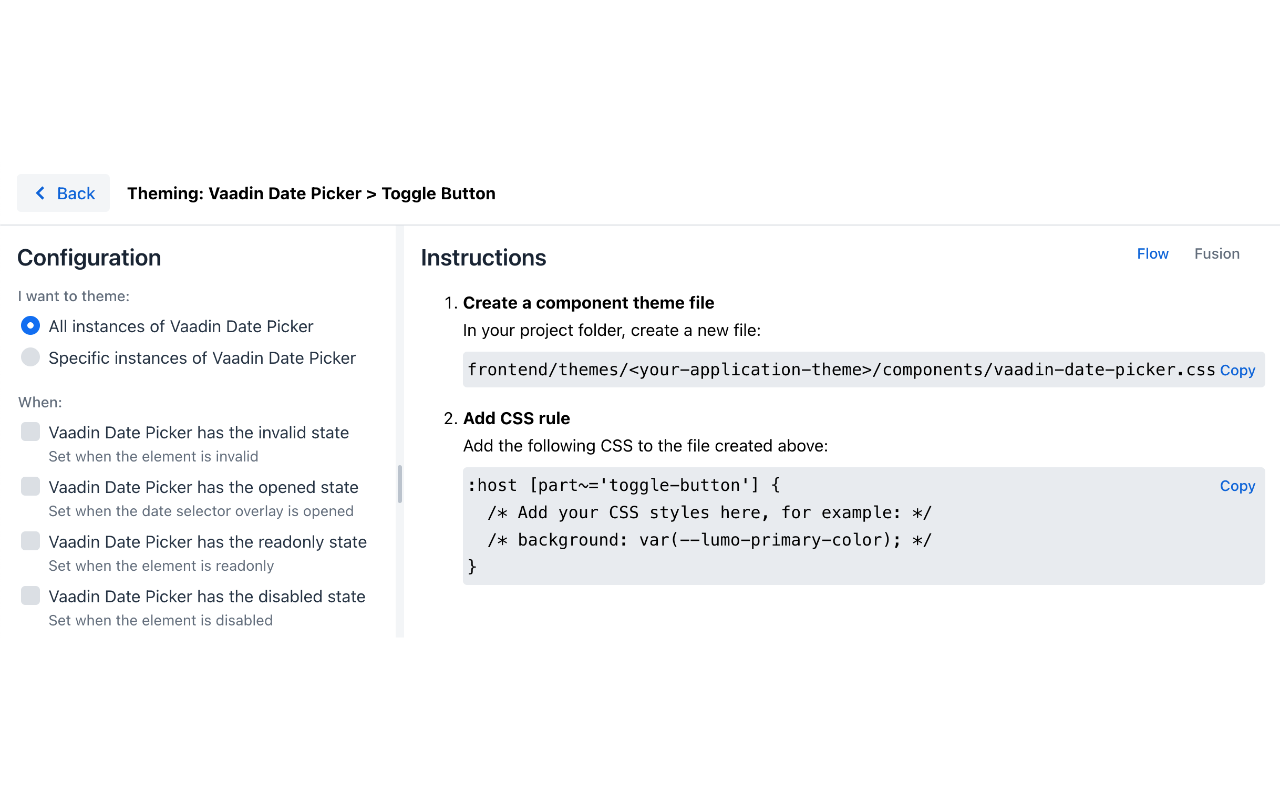 Back
Theming: Vaadin Date Picker > Toggle Button
Configuration
I want to theme:
All instances of Vaadin Date Picker
Specific instances of Vaadin Date Picker
When:
Vaadin Date Picker has the invalid state
Set when the element is invalid
Vaadin Date Picker has the opened state
Set when the date selector overlay is opened
Vaadin Date Picker has the readonly state
Set when the element is readonly
Vaadin Date Picker has the disabled state
Set when the element is disabled
Instructions
Flow
Fusion
1. Create a component theme file
In your project folder, create a new file:
frontend/themes/<your-application-theme>/components/vaadin-date-picker.css
Copy
2. Add CSS rule
Add the following CSS to the file created above:
:host [part~='toggle-button'] {
Copy
/* Add your CSS styles here, for example: */
/* background: var(--lumo-primary-color); */
}